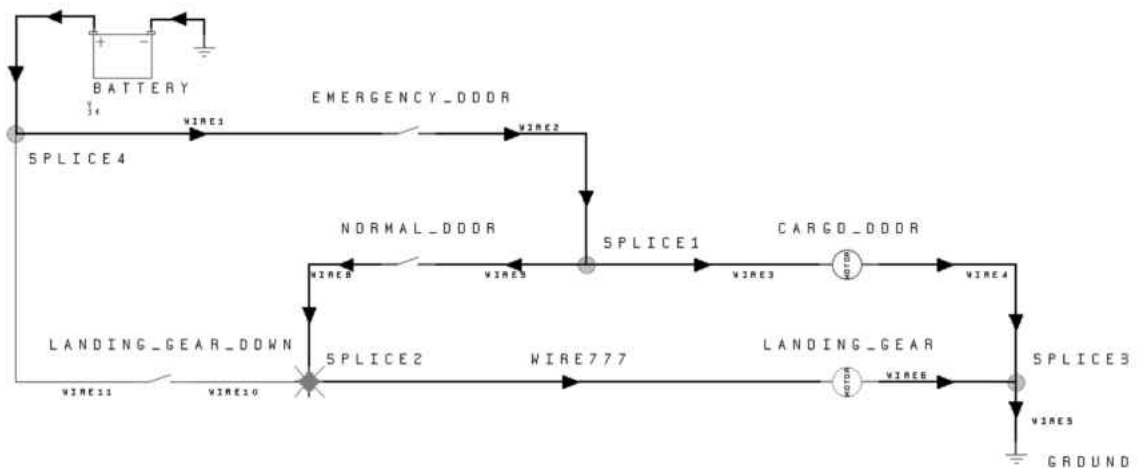 + -
BATTERY
EMERGENCY_DOOR
WIRE1
WIRE2
SPLICE4
NORMAL_DOOR
SPLICE1
CARGO_DOOR
WIRE8
WIRE9
WIRE3
MOTOR
WIRE4
LANDING_GEAR_DOWN
SPLICE2
WIRE777
LANDING_GEAR
SPLICE3
WIRE11
WIRE10
MOTOR
WIRE6
WIRE5
GROUND